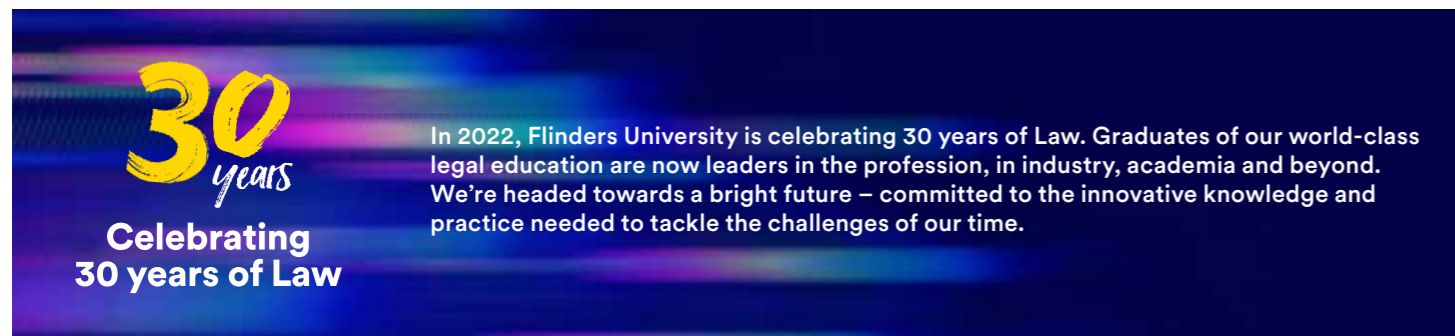 30
years
Celebrating
30 years of Law
In 2022, Flinders University is celebrating 30 years of Law. Graduates of our world-class
legal education are now leaders in the profession, in industry, academia and beyond.
We’re headed towards a bright future – committed to the innovative knowledge and
practice needed to tackle the challenges of our time.